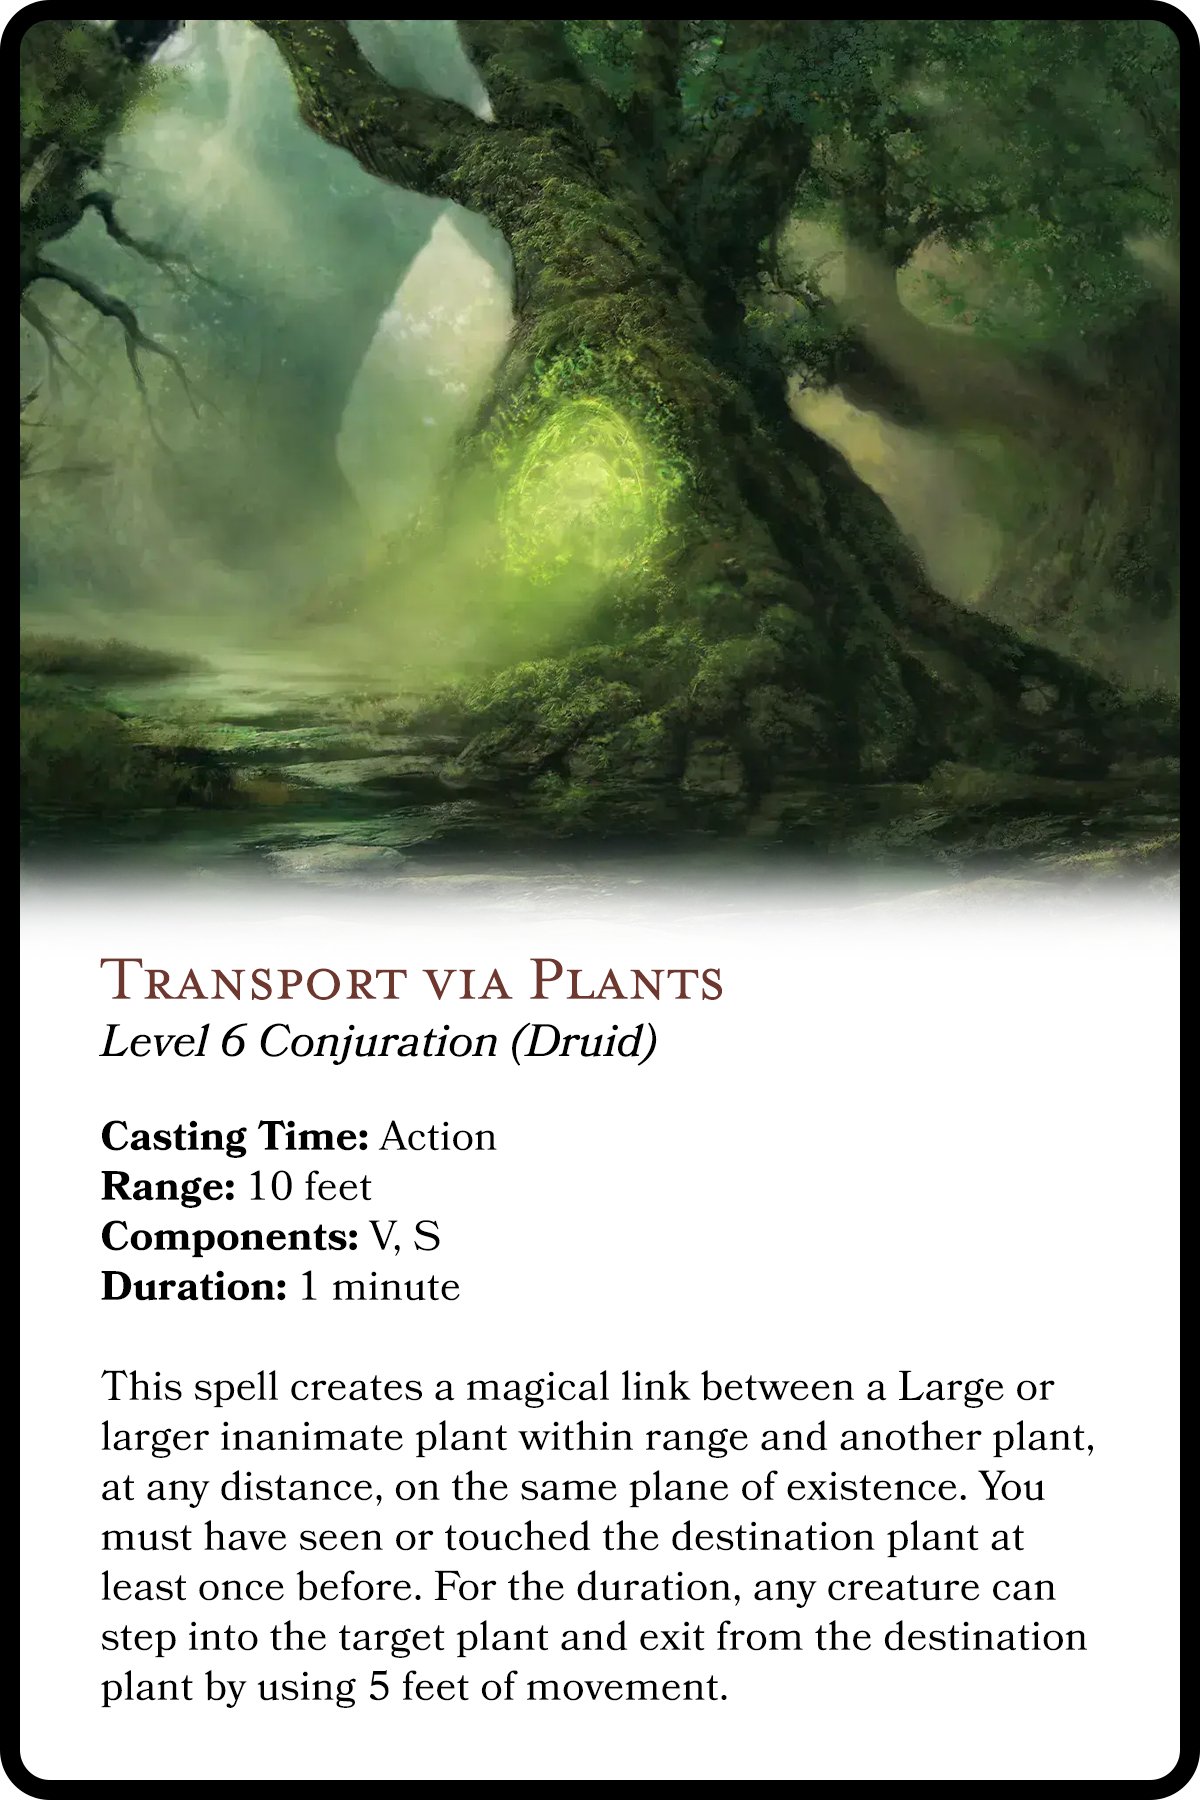 Transport via Plants
Level 6 Conjuration (Druid)
Casting Time: Action
Range: 10 feet
Components: V, S
Duration: 1 minute
This spell creates a magical link between a Large or
larger inanimate plant within range and another plant,
at any distance, on the same plane of existence. You
must have seen or touched the destination plant at
least once before. For the duration, any creature can
step into the target plant and exit from the destination
plant by using 5 feet of movement.